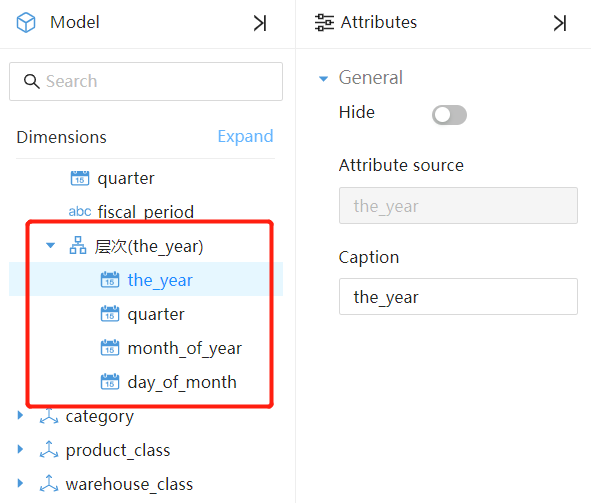 Model
Search
Dimensions Expand
quarter
abc fiscal_period
层次(the_year)
15 the_year
15 quarter
15 month_of_year
15 day_of_month
category
product_class
warehouse_class
Attributes
General
Hide
Attribute source
the_year
Caption
the_year